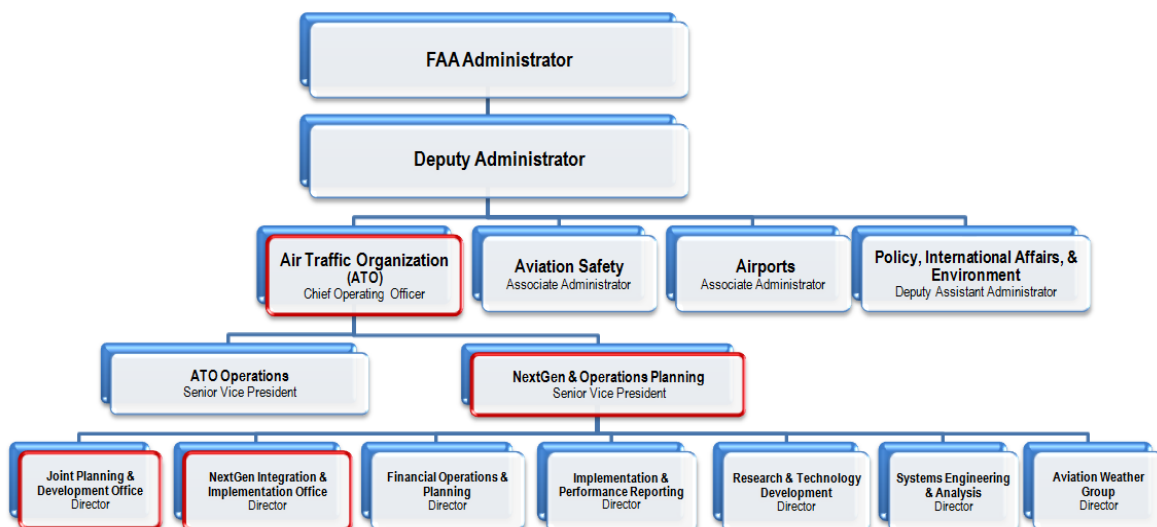 FAA Administrator
Deputy Administrator
Air Traffic Organization
(ATO)
Chief Operating Officer
Aviation Safety
Associate Administrator
Airports
Associate Administrator
Policy, International Affairs, &
Environment
Deputy Assistant Administrator
ATO Operations
Senior Vice President
NextGen & Operations Planning
Senior Vice President
Joint Planning &
Development Office
Director
NextGen Integration &
Implementation Office
Director
Financial Operations &
Planning
Director
Implementation &
Performance Reporting
Director
Research & Technology
Development
Director
Systems Engineering
& Analysis
Director
Aviation Weather
Group
Director